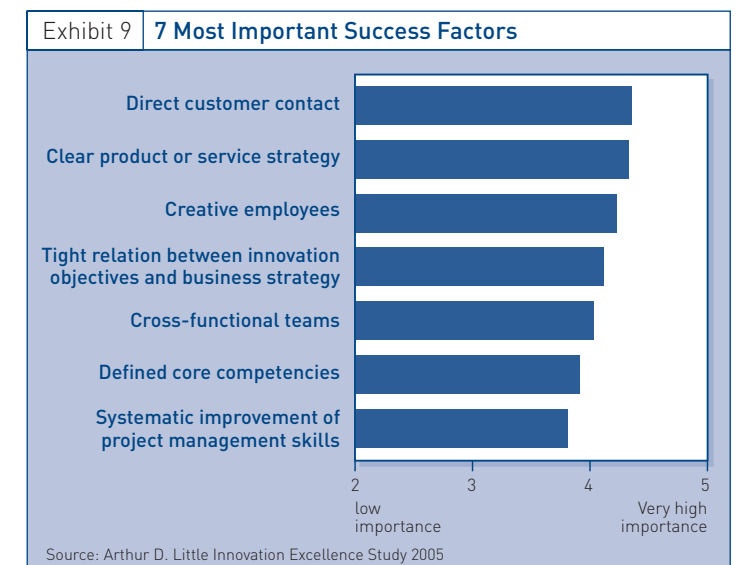 Exhibit 9
7 Most Important Success Factors
Direct customer contact
Clear product or service strategy
Creative employees
Tight relation between innovation
objectives and business strategy
Cross-functional teams
Defined core competencies
Systematic improvement of
project management skills
2 3 4 5
low Very high
importance importance
Source: Arthur D. Little Innovation Excellence Study 2005